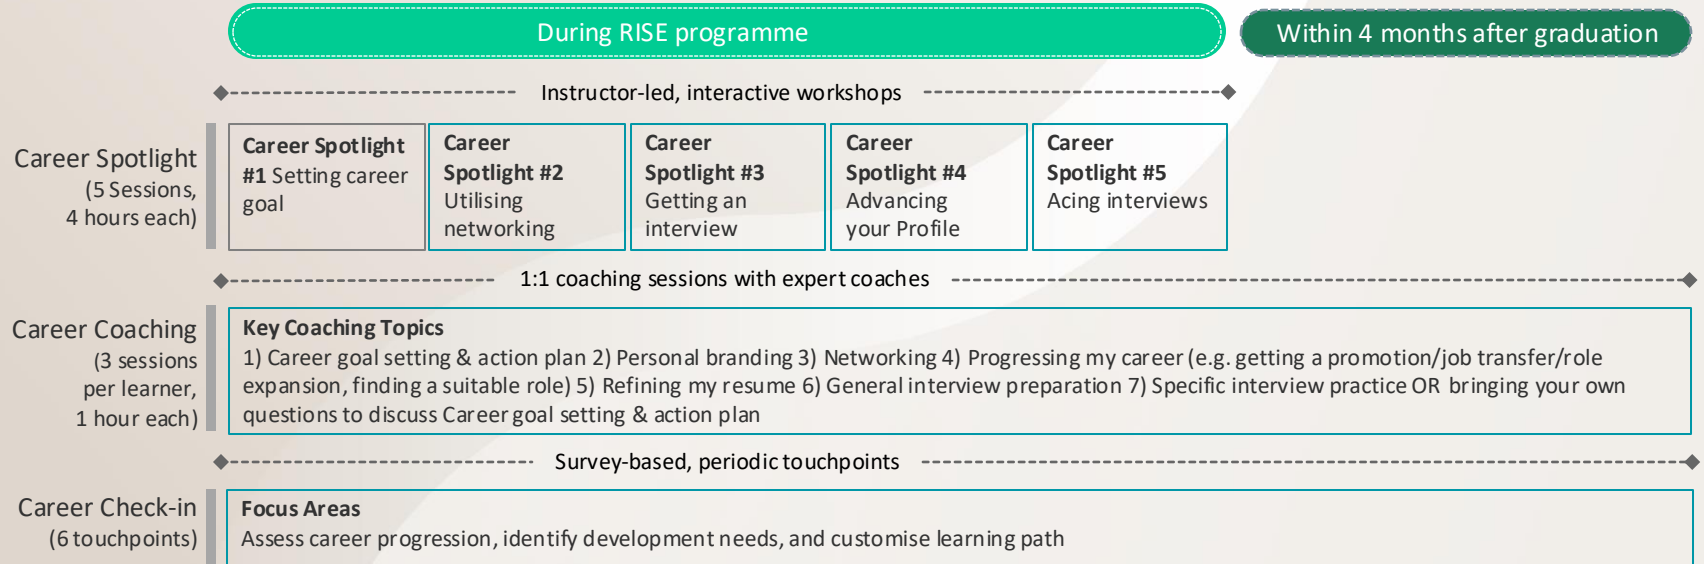 During RISE programme
Within 4 months after graduation
Instructor-led, interactive workshops
Career Spotlight
(5 Sessions,
4 hours each)
Career Spotlight
#1 Setting career
goal
Career
Spotlight #2
Utilising
networking
Career
Spotlight #3
Getting an
interview
Career
Spotlight #4
Advancing
your Profile
Career
Spotlight #5
Acing interviews
1:1 coaching sessions with expert coaches
Career Coaching
(3 sessions
per learner,
1 hour each)
Key Coaching Topics
1) Career goal setting & action plan 2) Personal branding 3) Networking 4) Progressing my career (e.g. getting a promotion/job transfer/role
expansion, finding a suitable role) 5) Refining my resume 6) General interview preparation 7) Specific interview practice OR bringing your own
questions to discuss Career goal setting & action plan
Survey-based, periodic touchpoints
Career Check-in
(6 touchpoints)
Focus Areas
Assess career progression, identify development needs, and customise learning path